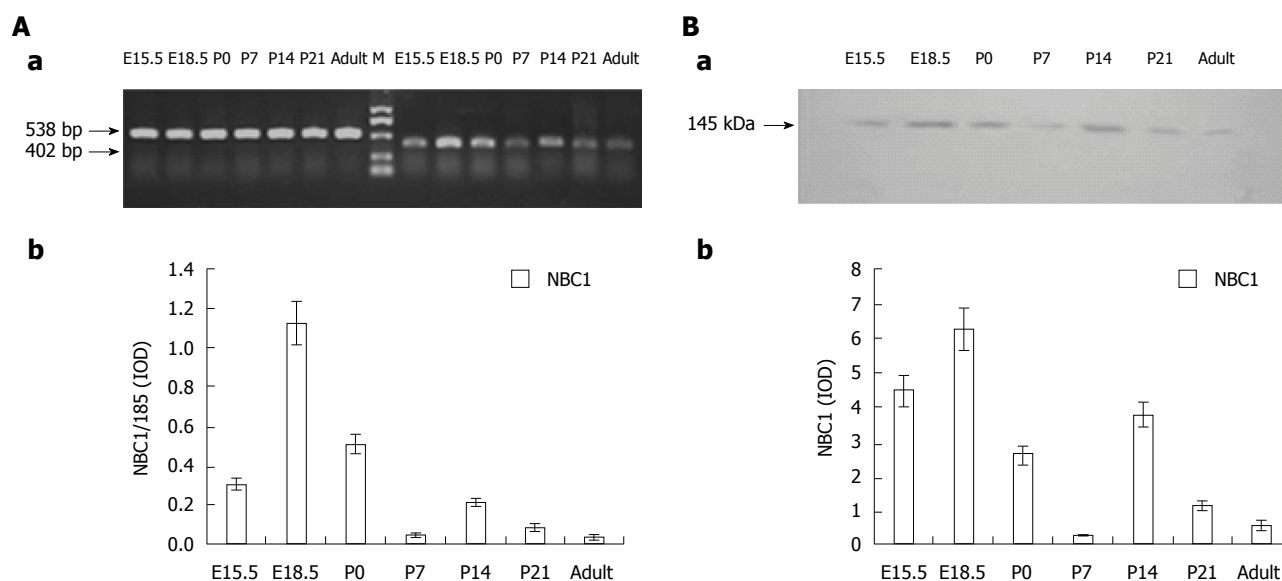 A
a
E15.5 E18.5 P0 P7 P14 P21 Adult M E15.5 E18.5 P0 P7 P14 P21 Adult
538 bp
402 bp
b
1.4
1.2
1.0
0.8
0.6
0.4
0.2
0.0
NBC1/185 (IOD)
NBC1
E15.5 E18.5 P0 P7 P14 P21 Adult
B
a
E15.5 E18.5 P0 P7 P14 P21 Adult
145 kDa
b
8
7
6
5
4
3
2
1
0
NBC1 (IOD)
NBC1
E15.5 E18.5 P0 P7 P14 P21 Adult